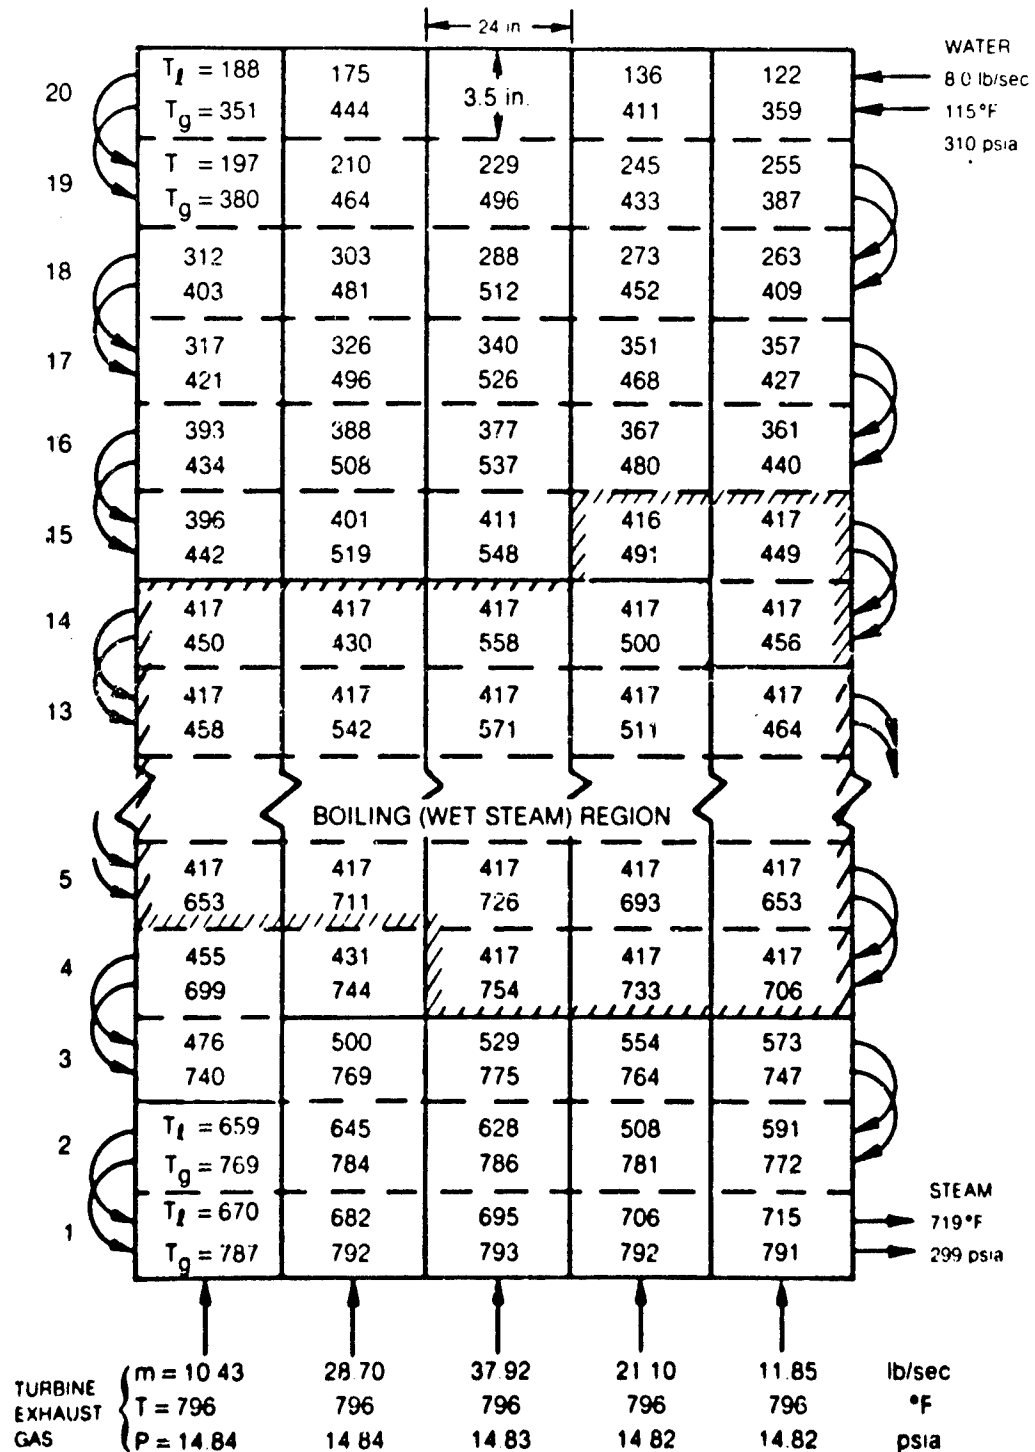 24 in
WATER
20 Tℓ = 188 175 136 122 8.0 lb/sec
3.5 in.
Tg = 351 444 411 359 115°F
310 psia
19 T = 197 210 229 245 255
Tg = 380 464 496 433 387
18 312 303 288 273 263
403 481 512 452 409
17 317 326 340 351 357
421 496 526 468 427
16 393 388 377 367 361
434 508 537 480 440
15 396 401 411 416 417
442 519 548 491 449
14 417 417 417 417 417
450 430 558 500 456
13 417 417 417 417 417
458 542 571 511 464
BOILING (WET STEAM) REGION
5 417 417 417 417 417
653 711 726 693 653
4 455 431 417 417 417
699 744 754 733 706
3 476 500 529 554 573
740 769 775 764 747
2 Tℓ = 659 645 628 508 591
Tg = 769 784 786 781 772
STEAM
1 Tℓ = 670 682 695 706 715 719°F
Tg = 787 792 793 792 791 299 psia
TURBINE EXHAUST GAS
m = 10.43 28.70 37.92 21.10 11.85 lb/sec
T = 796 796 796 796 796 °F
P = 14.84 14.84 14.83 14.82 14.82 psia